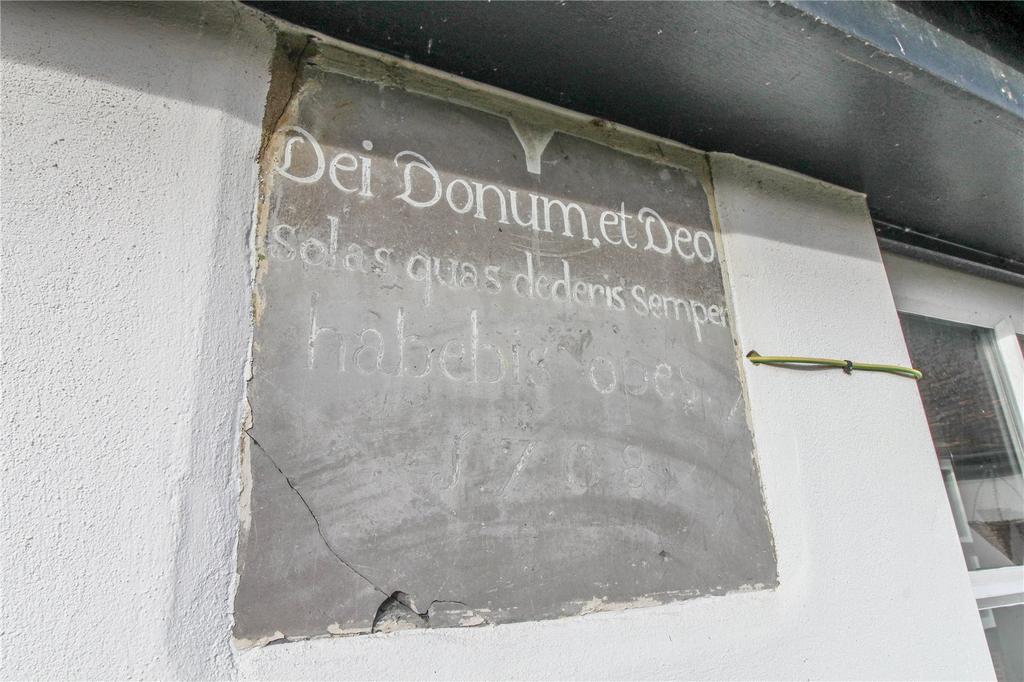 Dei Donum, et Deo
solas quas dederis semper
habebis opes.
1708